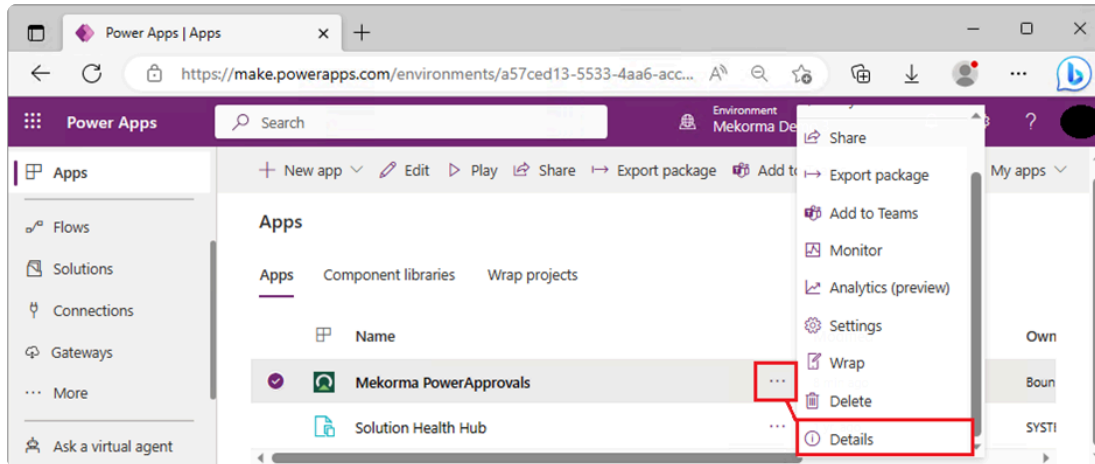 Power Apps | Apps
https://make.powerapps.com/environments/a57ced13-5533-4aa6-acc...
Power Apps
Search
Environment
Mekorma De
Apps
New app
Edit
Play
Share
Export package
Add t
My apps
Flows
Solutions
Connections
Gateways
More
Ask a virtual agent
Apps
Apps
Component libraries
Wrap projects
Name
Own
Mekorma PowerApprovals
Boun
Solution Health Hub
SYSTE
Share
Export package
Add to Teams
Monitor
Analytics (preview)
Settings
Wrap
Delete
Details